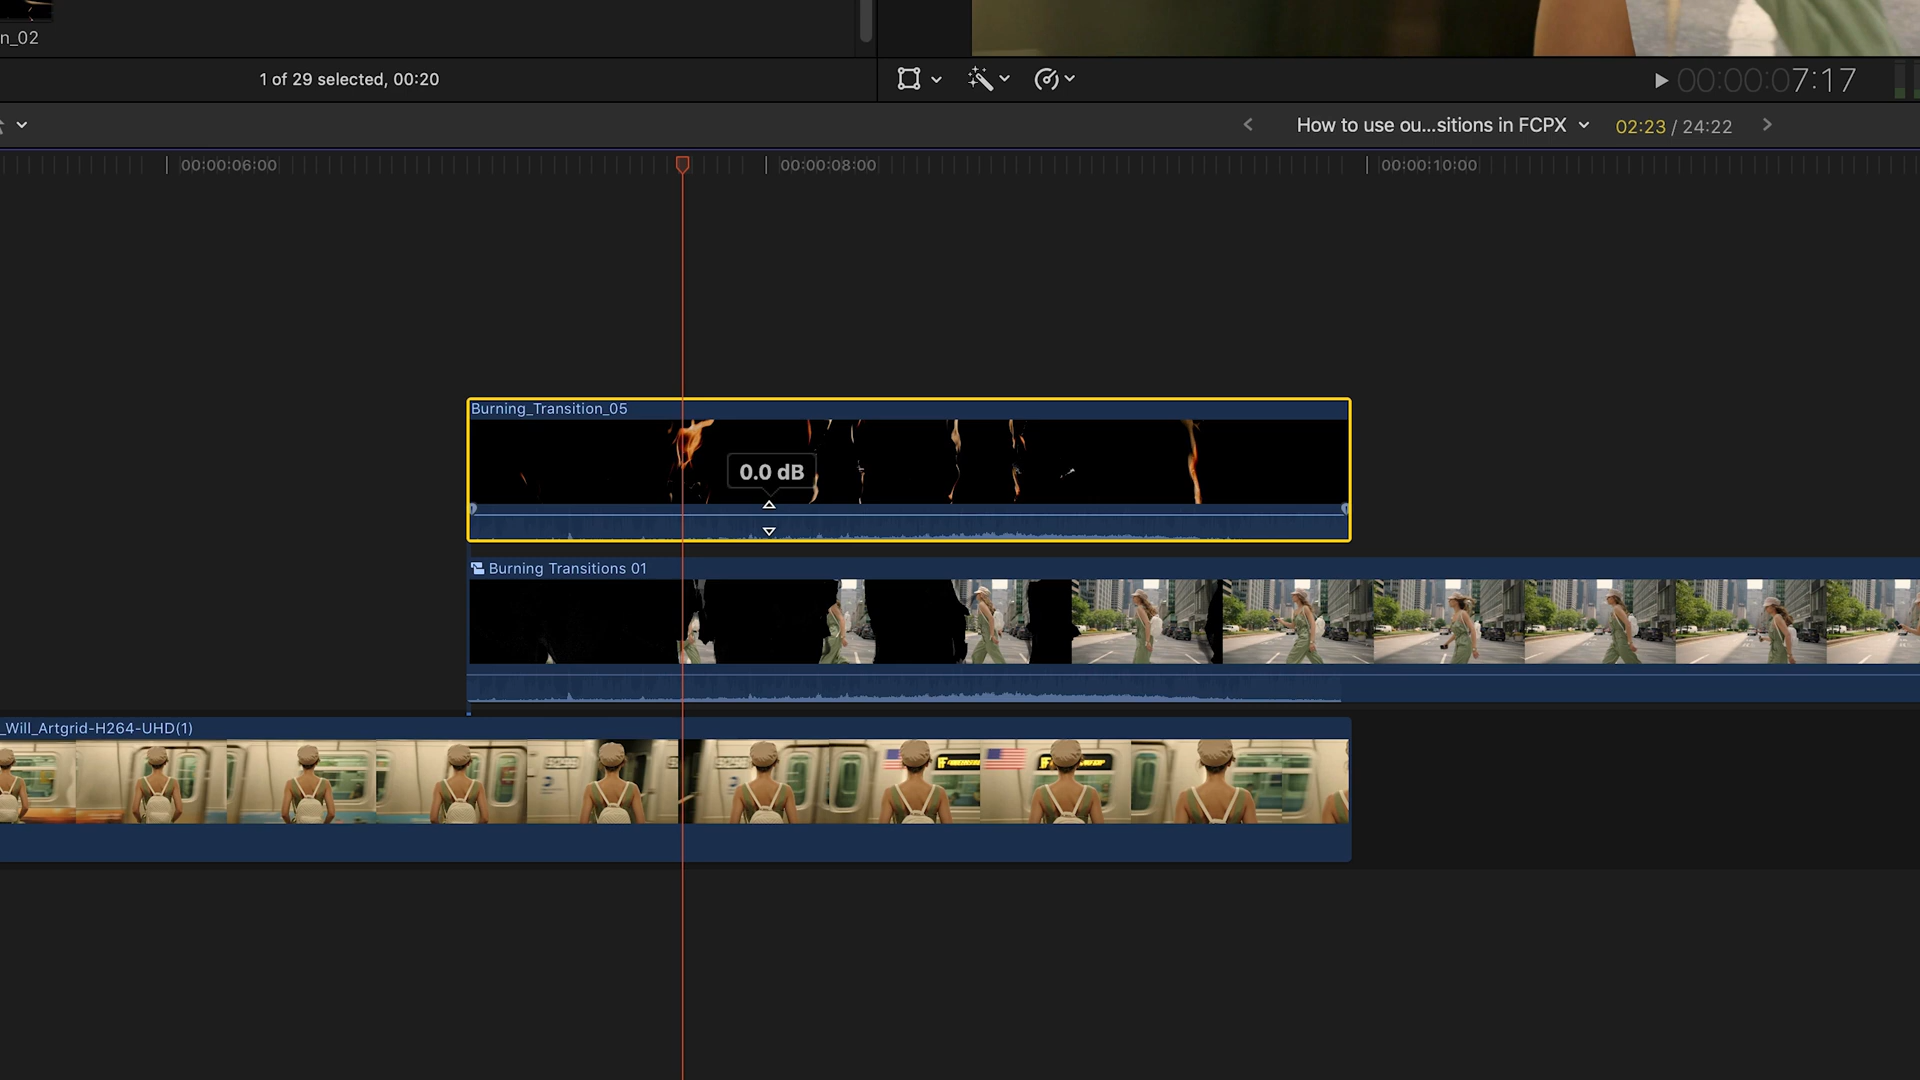 n_02
1 of 29 selected, 00:20
00:00:07:17
How to use ou...sitions in FCPX
02:23 / 24:22
00:00:06:00
00:00:08:00
00:00:10:00
Burning_Transition_05
0.0 dB
Burning Transitions 01
_Will_Artgrid-H264-UHD(1)